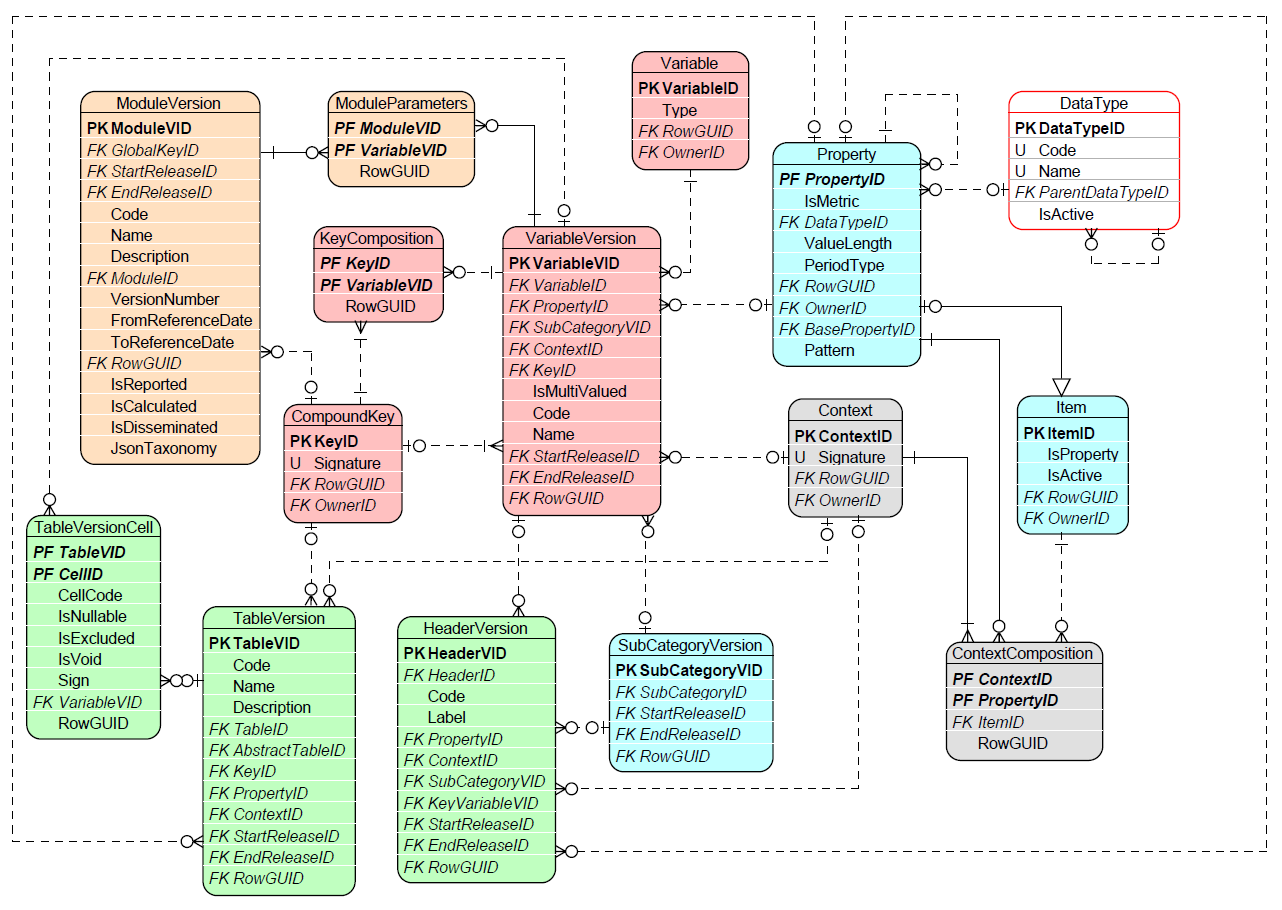 Variable
PK VariableID
Type
FK RowGUID
FK OwnerID
ModuleVersion
PK ModuleVID
FK GlobalKeyID
FK StartReleaseID
FK EndReleaseID
Code
Name
Description
FK ModuleID
VersionNumber
FromReferenceDate
ToReferenceDate
FK RowGUID
IsReported
IsCalculated
IsDisseminated
JsonTaxonomy
ModuleParameters
PF ModuleVID
PF VariableVID
RowGUID
DataType
PK DataTypeID
U Code
U Name
FK ParentDataTypeID
IsActive
Property
PF PropertyID
IsMetric
FK DataTypeID
ValueLength
PeriodType
FK RowGUID
FK OwnerID
FK BasePropertyID
Pattern
KeyComposition
PF KeyID
PF VariableVID
RowGUID
VariableVersion
PK VariableVID
FK VariableID
FK PropertyID
FK SubCategoryVID
FK ContextID
FK KeyID
IsMultiValued
Code
Name
FK StartReleaseID
FK EndReleaseID
FK RowGUID
CompoundKey
PK KeyID
U Signature
FK RowGUID
FK OwnerID
Context
PK ContextID
U Signature
FK RowGUID
FK OwnerID
Item
PK ItemID
IsProperty
IsActive
FK RowGUID
FK OwnerID
TableVersionCell
PF TableVID
PF CellID
CellCode
IsNullable
IsExcluded
IsVoid
Sign
FK VariableVID
RowGUID
TableVersion
PK TableVID
Code
Name
Description
FK TableID
FK AbstractTableID
FK KeyID
FK PropertyID
FK ContextID
FK StartReleaseID
FK EndReleaseID
FK RowGUID
HeaderVersion
PK HeaderVID
FK HeaderID
Code
Label
FK PropertyID
FK ContextID
FK SubCategoryVID
FK KeyVariableVID
FK StartReleaseID
FK EndReleaseID
FK RowGUID
SubCategoryVersion
PK SubCategoryVID
FK SubCategoryID
FK StartReleaseID
FK EndReleaseID
FK RowGUID
ContextComposition
PF ContextID
PF PropertyID
FK ItemID
RowGUID